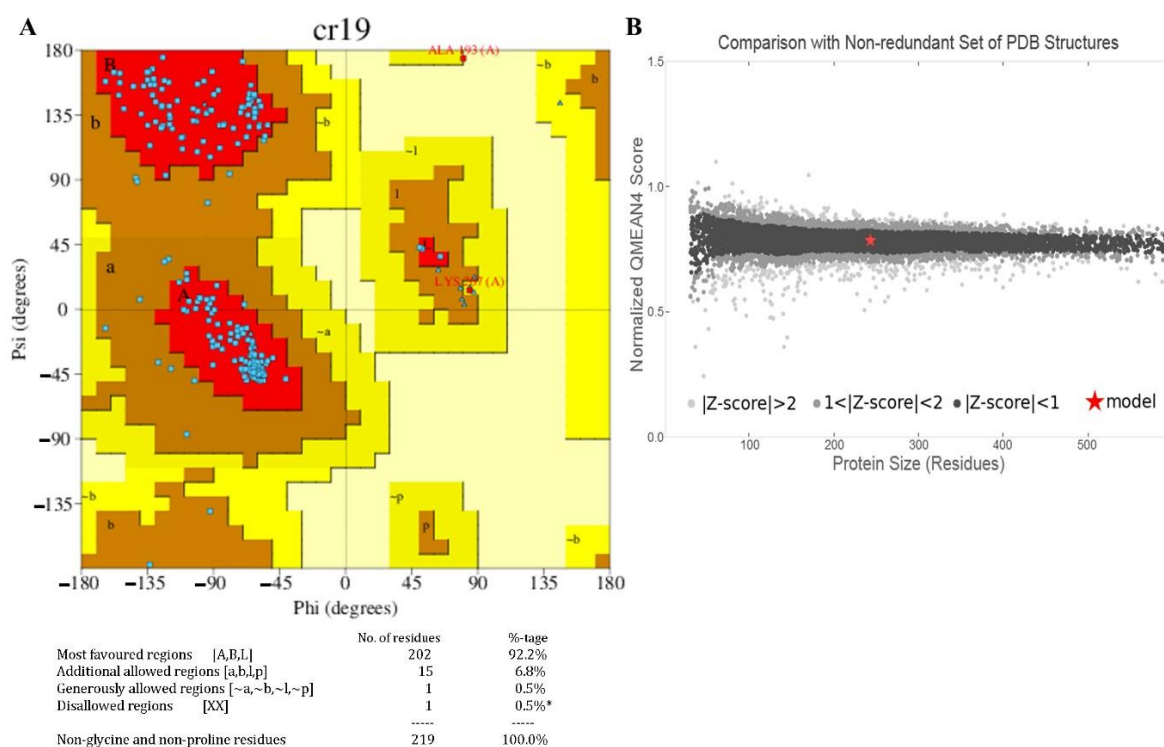 A
cr19
180
135
90
45
0
−45
−90
−135
Psi (degrees)
B
b
~b
ALA 193 (A)
~b
b
~l
l
L
a
A
~a
~b
b
~p
p
~b
−180
−135
−90
−45
0
45
90
135
180
Phi (degrees)
No. of residues %-tage
Most favoured regions [A,B,L] 202 92.2%
Additional allowed regions [a,b,l,p] 15 6.8%
Generously allowed regions [~a,~b,~l,~p] 1 0.5%
Disallowed regions [XX] 1 0.5%*
----- -----
Non-glycine and non-proline residues 219 100.0%
B
Comparison with Non-redundant Set of PDB Structures
1.5
1.0
0.5
0.0
Normalized QMEAN4 Score
|Z-score|>2 1<|Z-score|<2 |Z-score|<1 model
100 200 300 400 500
Protein Size (Residues)